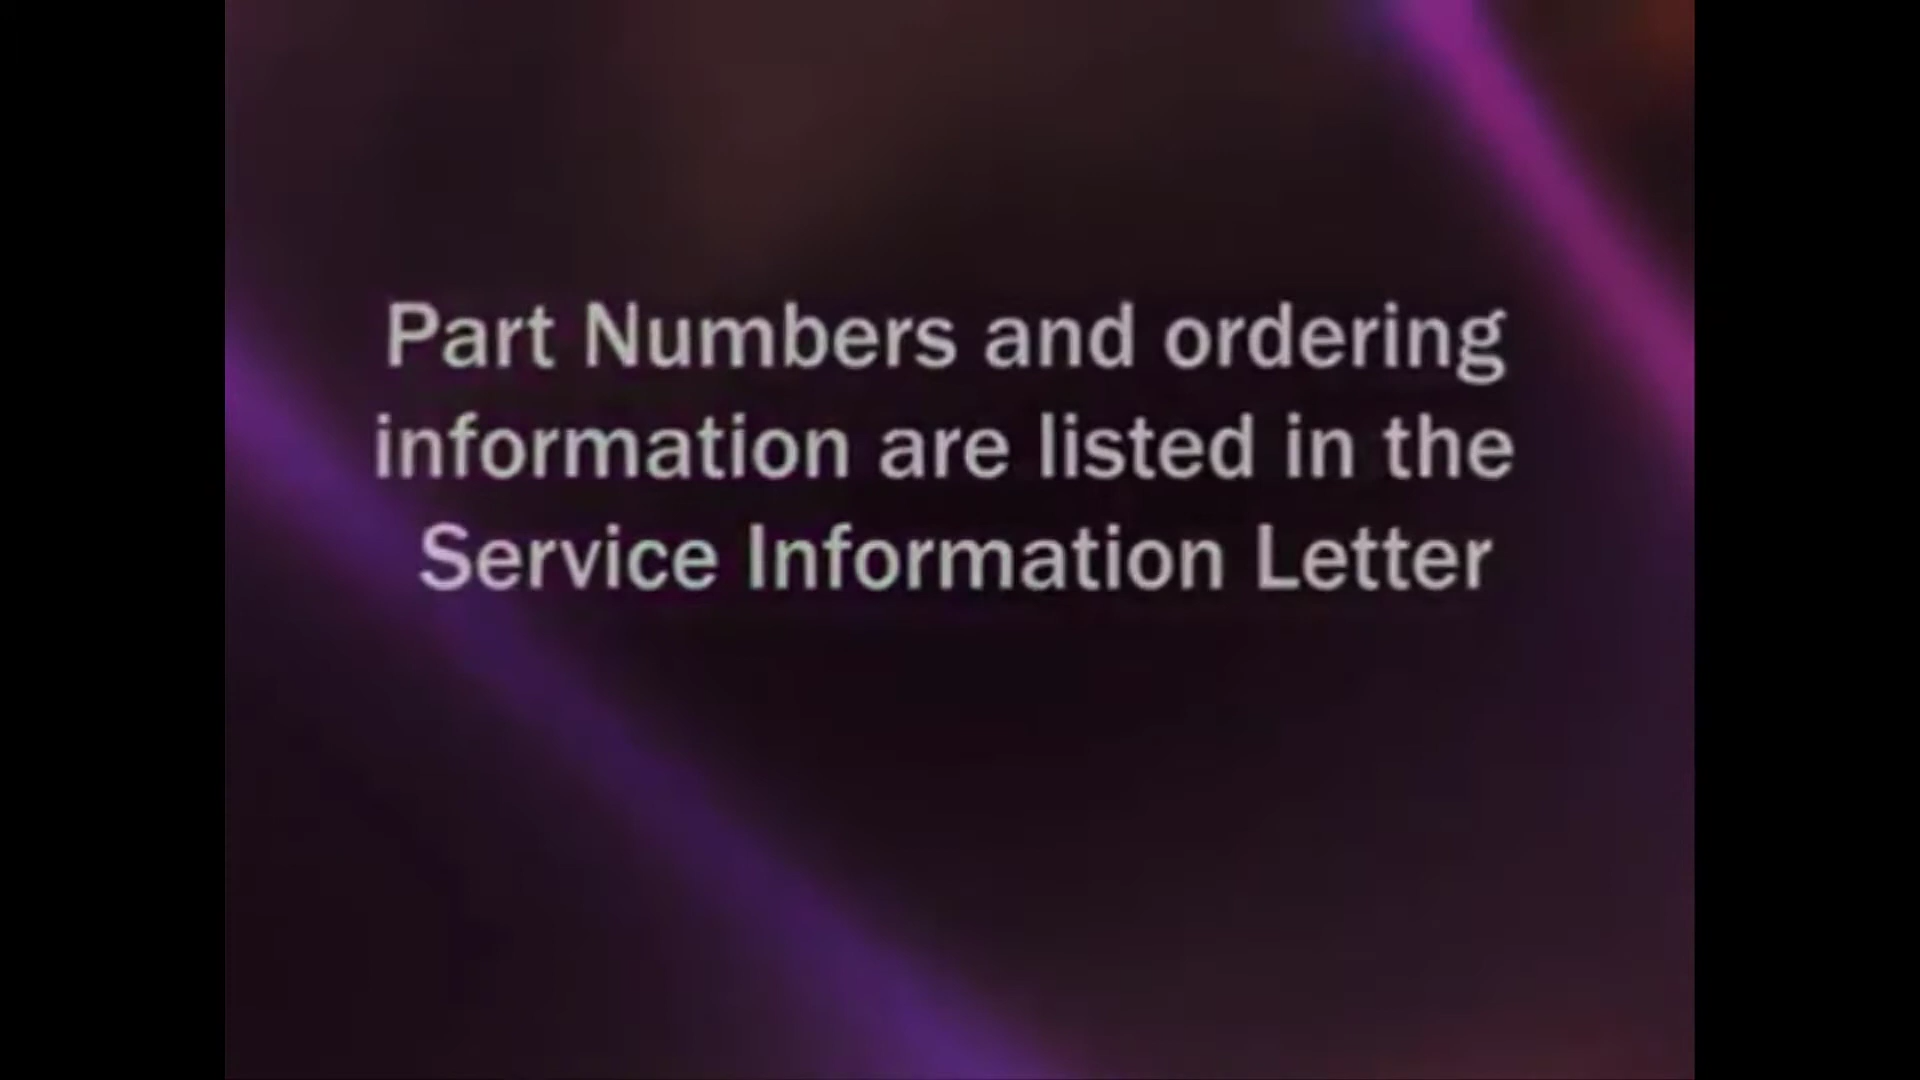 Part Numbers and ordering
information are listed in the
Service Information Letter